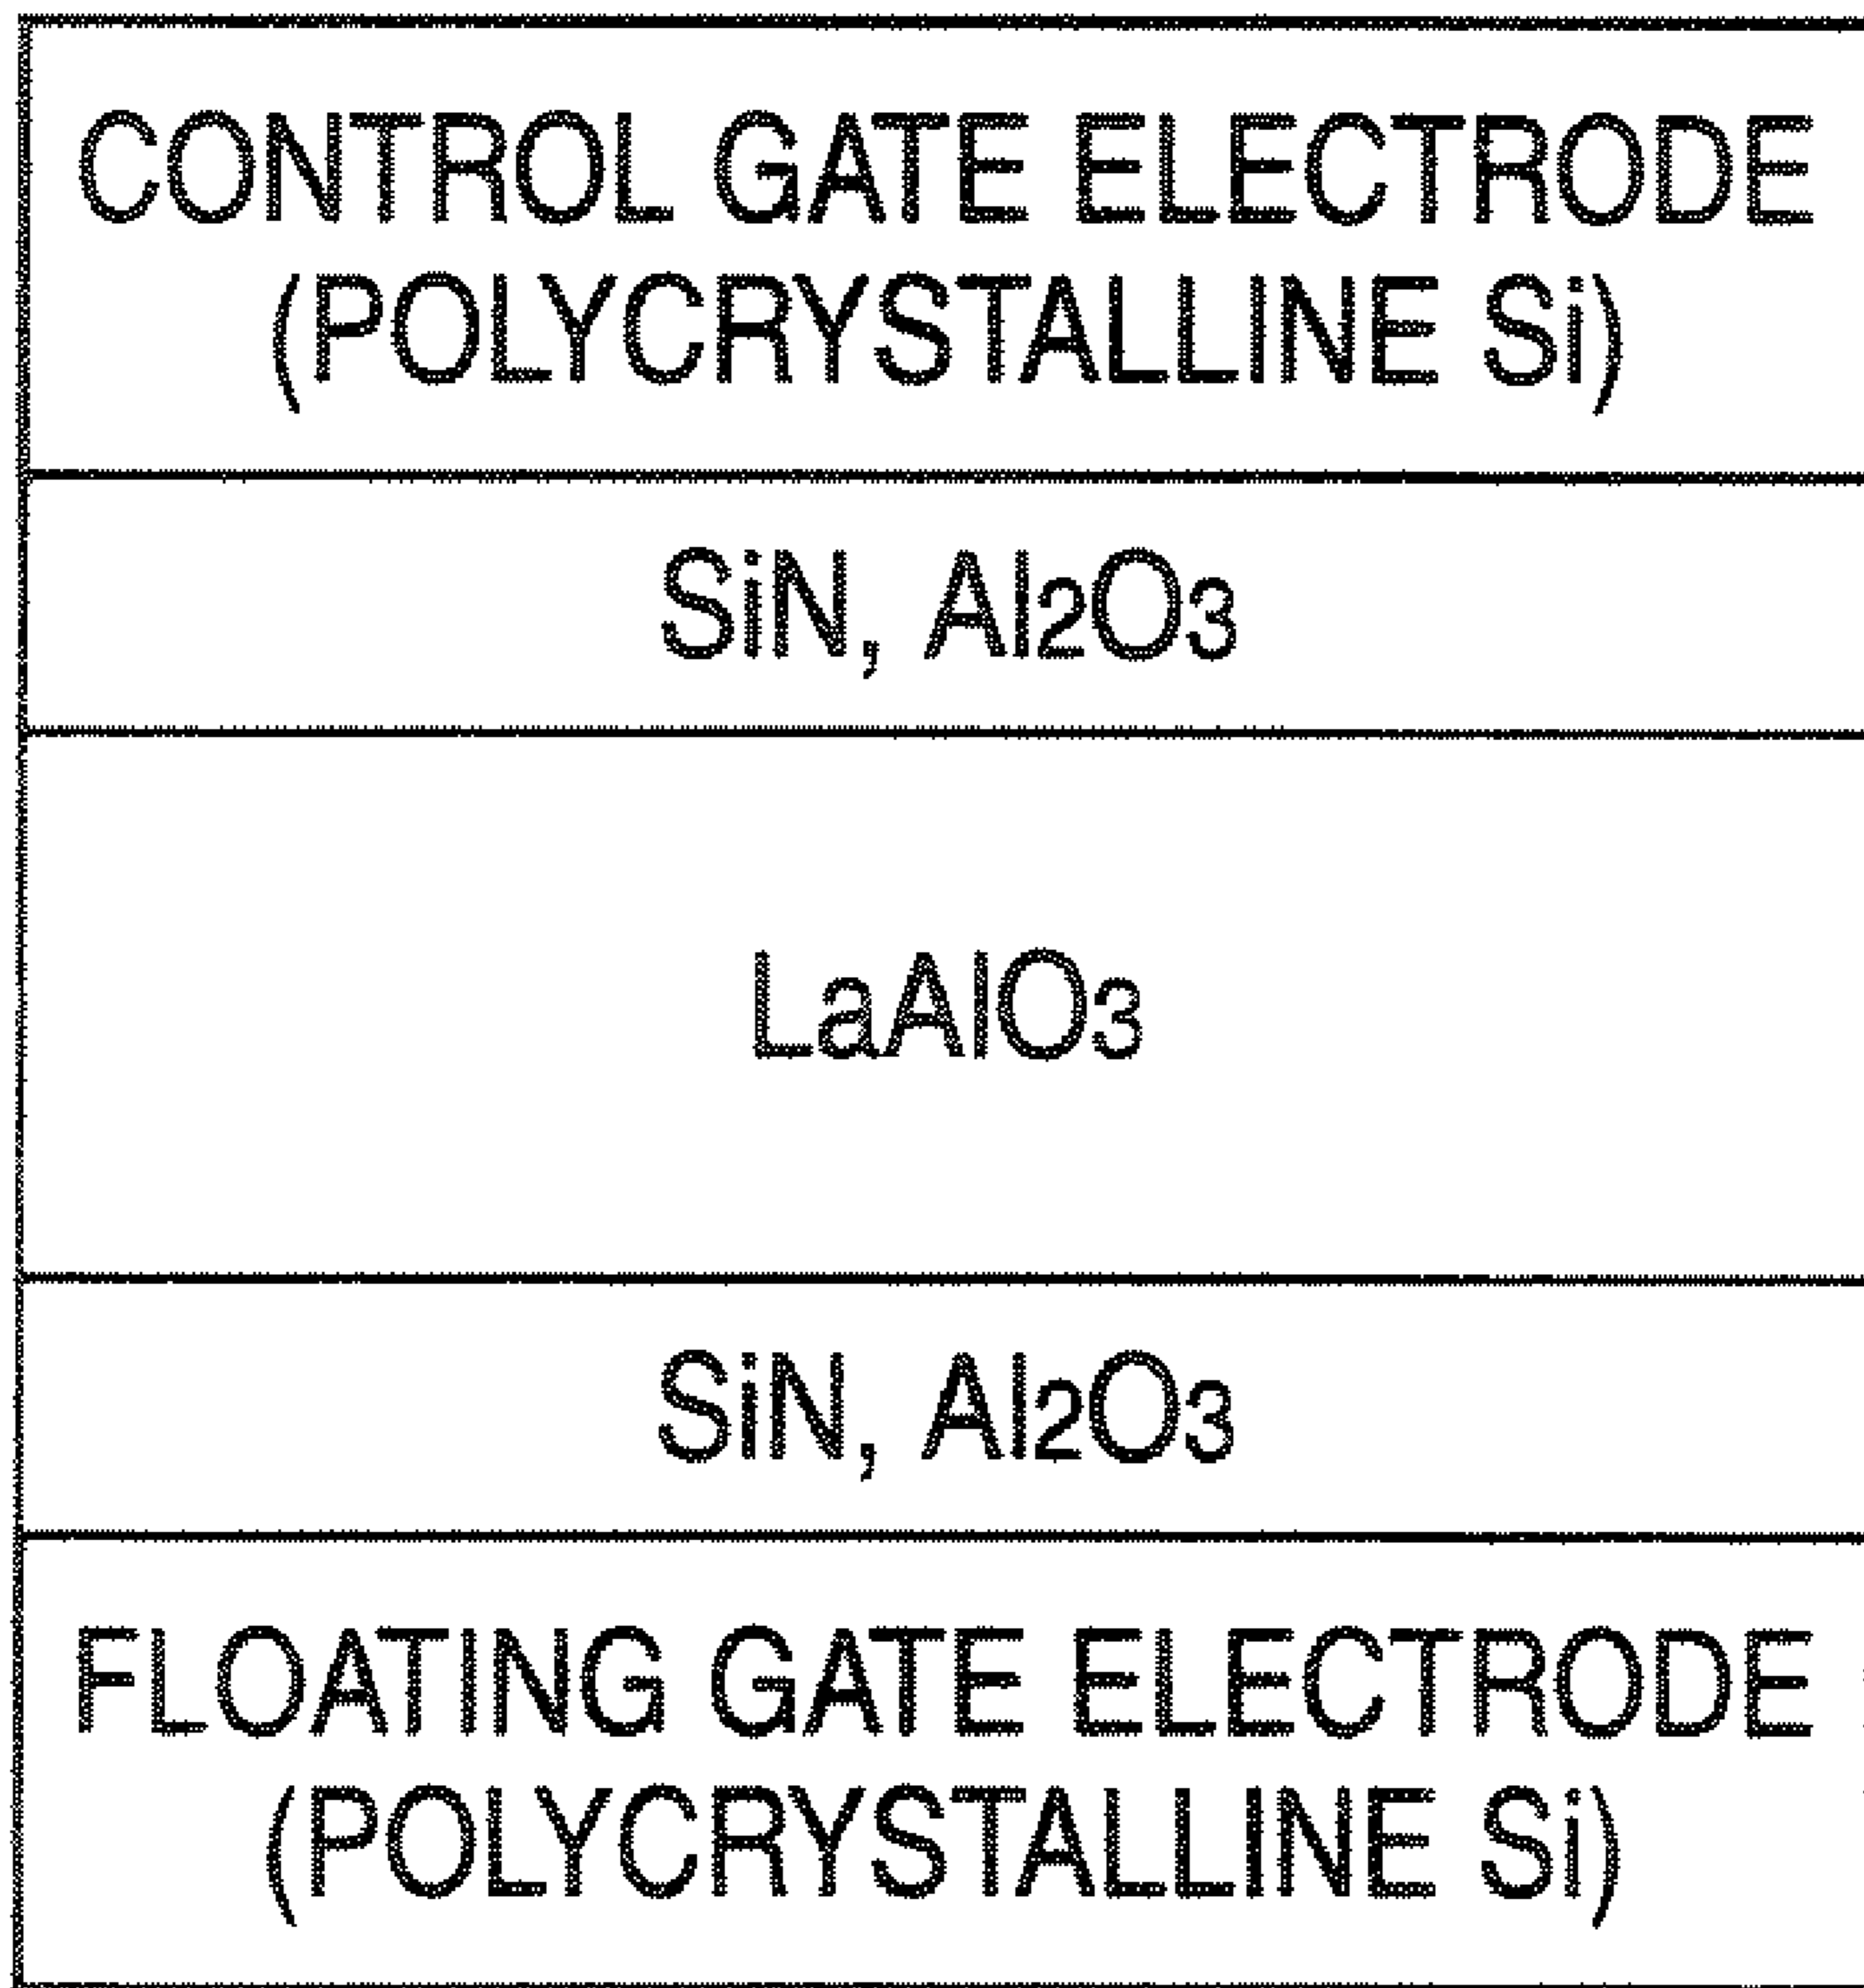 CONTROL GATE ELECTRODE
(POLYCRYSTALLINE Si)
SiN, Al2O3
LaAlO3
SiN, Al2O3
FLOATING GATE ELECTRODE
(POLYCRYSTALLINE Si)